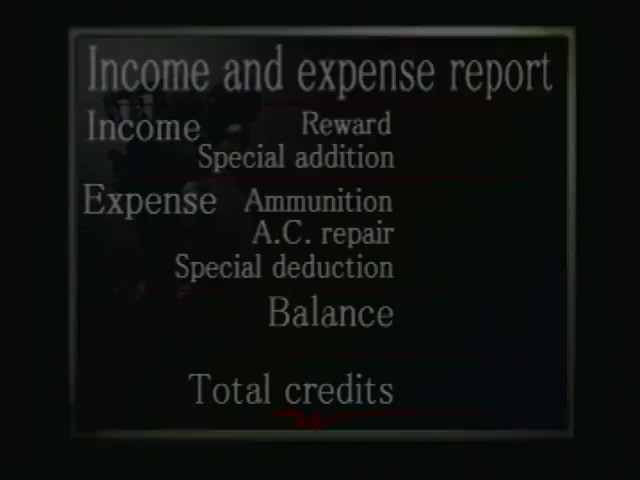 Income and expense report
Income Reward
Special addition
Expense Ammunition
A.C. repair
Special deduction
Balance
Total credits